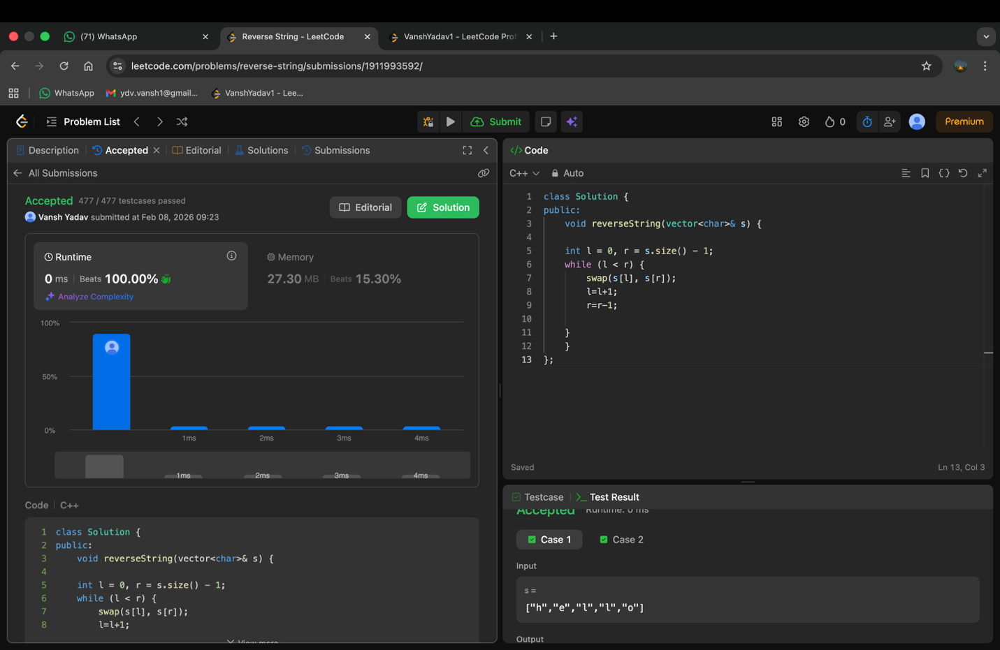 (71) WhatsApp
Reverse String - LeetCode
VanshYadav1 - LeetCode Prof
leetcode.com/problems/reverse-string/submissions/1911993592/
WhatsApp
ydv.vansh1@gmail...
VanshYadav1 - Lee...
Problem List
Submit
0
Premium
Description
Accepted
Editorial
Solutions
Submissions
All Submissions
Accepted 477 / 477 testcases passed
Vansh Yadav submitted at Feb 08, 2026 09:23
Editorial
Solution
Runtime
0 ms | Beats 100.00%
Analyze Complexity
Memory
27.30 MB | Beats 15.30%
100%
50%
0%
1ms 2ms 3ms 4ms
1ms 2ms 3ms 4ms
Code | C++
1 class Solution {
2 public:
3 void reverseString(vector<char>& s) {
4
5 int l = 0, r = s.size() - 1;
6 while (l < r) {
7 swap(s[l], s[r]);
8 l=l+1;
View more
</> Code
C++
Auto
1 class Solution {
2 public:
3 void reverseString(vector<char>& s) {
4
5 int l = 0, r = s.size() - 1;
6 while (l < r) {
7 swap(s[l], s[r]);
8 l=l+1;
9 r=r-1;
10
11 }
12 }
13 };
Saved
Ln 13, Col 3
Testcase
>_ Test Result
Accepted Runtime: 0 ms
Case 1
Case 2
Input
s =
["h","e","l","l","o"]
Output